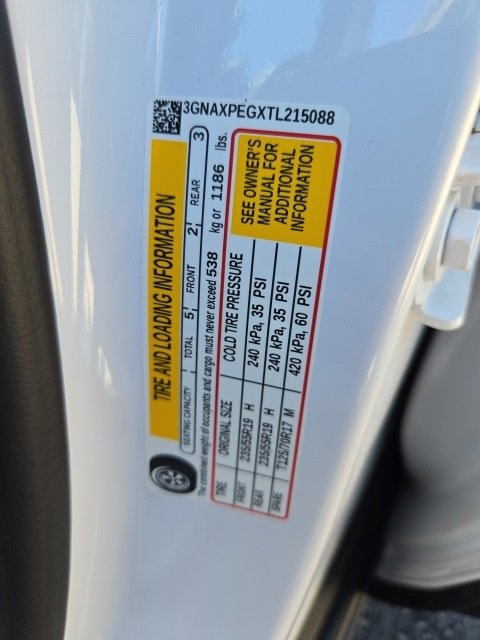 3GNAXPEGXTL215088
TIRE AND LOADING INFORMATION
SEATING CAPACITY TOTAL 5 FRONT 2 REAR 3
The combined weight of occupants and cargo must never exceed 538 kg or 1186 lbs.
TIRE ORIGINAL SIZE COLD TIRE PRESSURE
FRONT 235/55R19 H 240 kPa, 35 PSI
REAR 235/55R19 H 240 kPa, 35 PSI
SPARE T125/70R17 M 420 kPa, 60 PSI
SEE OWNER'S
MANUAL FOR
ADDITIONAL
INFORMATION